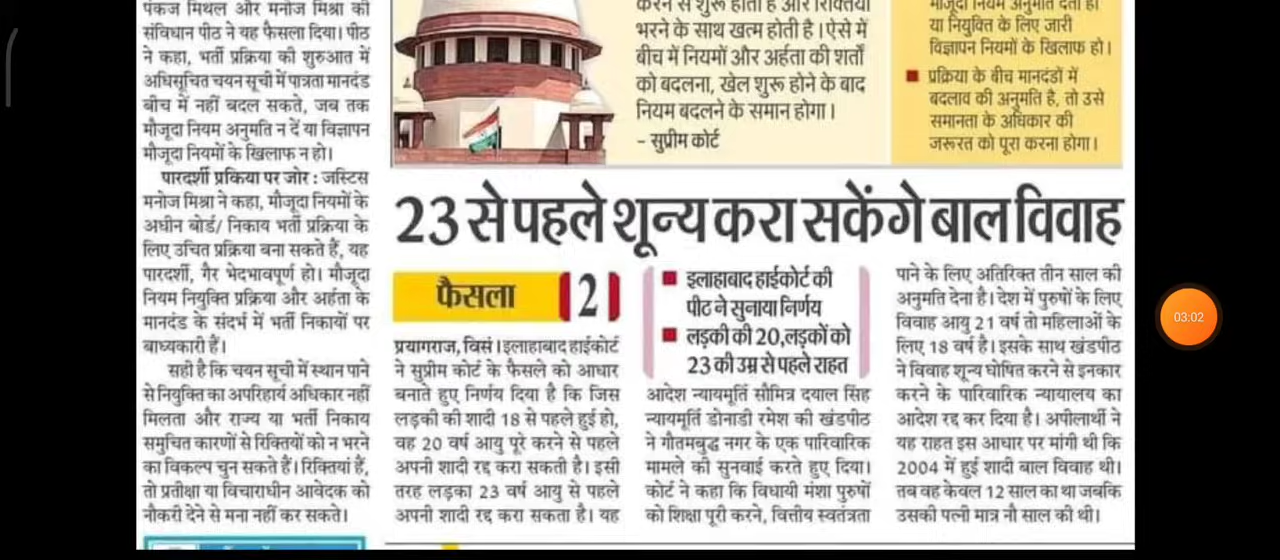 पंकज मिथल और मनोज मिश्रा की
संविधान पीठ ने यह फैसला दिया। पीठ
ने कहा, भर्ती प्रक्रिया की शुरुआत में
अधिसूचित चयन सूची में पात्रता मानदंड
बीच में नहीं बदल सकते, जब तक
मौजूदा नियम अनुमति न दें या विज्ञापन
मौजूदा नियमों के खिलाफ न हो।
पारदर्शी प्रकिया पर जोर : जस्टिस
मनोज मिश्रा ने कहा, मौजूदा नियमों के
अधीन बोर्ड/ निकाय भर्ती प्रक्रिया के
लिए उचित प्रक्रिया बना सकते हैं, यह
पारदर्शी, गैर भेदभावपूर्ण हो। मौजूदा
नियम नियुक्ति प्रक्रिया और अर्हता के
मानदंड के संदर्भ में भर्ती निकायों पर
बाध्यकारी हैं।
सही है कि चयन सूची में स्थान पाने
से नियुक्ति का अपरिहार्य अधिकार नहीं
मिलता और राज्य या भर्ती निकाय
समुचित कारणों से रिक्तियों को न भरने
का विकल्प चुन सकते हैं। रिक्तियां हैं,
तो प्रतीक्षा या विचाराधीन आवेदक को
नौकरी देने से मना नहीं कर सकते।
करने से शुरू होती है और रिक्तियों
भरने के साथ खत्म होती है। ऐसे में
बीच में नियमों और अर्हता की शर्तों
को बदलना, खेल शुरू होने के बाद
नियम बदलने के समान होगा।
- सुप्रीम कोर्ट
मौजूदा नियम अनुमति देता हो
या नियुक्ति के लिए जारी
विज्ञापन नियमों के खिलाफ हो।
प्रक्रिया के बीच मानदंडों में
बदलाव की अनुमति है, तो उसे
समानता के अधिकार की
जरूरत को पूरा करना होगा।
23 से पहले शून्य करा सकेंगे बाल विवाह
फैसला 2
प्रयागराज, विसं। इलाहाबाद हाईकोर्ट
ने सुप्रीम कोर्ट के फैसले को आधार
बनाते हुए निर्णय दिया है कि जिस
लड़की की शादी 18 से पहले हुई हो,
वह 20 वर्ष आयु पूरे करने से पहले
अपनी शादी रद्द करा सकती है। इसी
तरह लड़का 23 वर्ष आयु से पहले
अपनी शादी रद्द करा सकता है। यह
इलाहाबाद हाईकोर्ट की
पीठ ने सुनाया निर्णय
लड़की की 20,लड़कों को
23 की उम्र से पहले राहत
आदेश न्यायमूर्ति सौमित्र दयाल सिंह
न्यायमूर्ति डोनाडी रमेश की खंडपीठ
ने गौतमबुद्ध नगर के एक पारिवारिक
मामले की सुनवाई करते हुए दिया।
कोर्ट ने कहा कि विधायी मंशा पुरुषों
को शिक्षा पूरी करने, वित्तीय स्वतंत्रता
पाने के लिए अतिरिक्त तीन साल की
अनुमति देना है। देश में पुरुषों के लिए
विवाह आयु 21 वर्ष तो महिलाओं के
लिए 18 वर्ष है। इसके साथ खंडपीठ
ने विवाह शून्य घोषित करने से इनकार
करने के पारिवारिक न्यायालय का
आदेश रद्द कर दिया है। अपीलार्थी ने
यह राहत इस आधार पर मांगी थी कि
2004 में हुई शादी बाल विवाह थी।
तब वह केवल 12 साल का था जबकि
उसकी पत्नी मात्र नौ साल की थी।
03:02